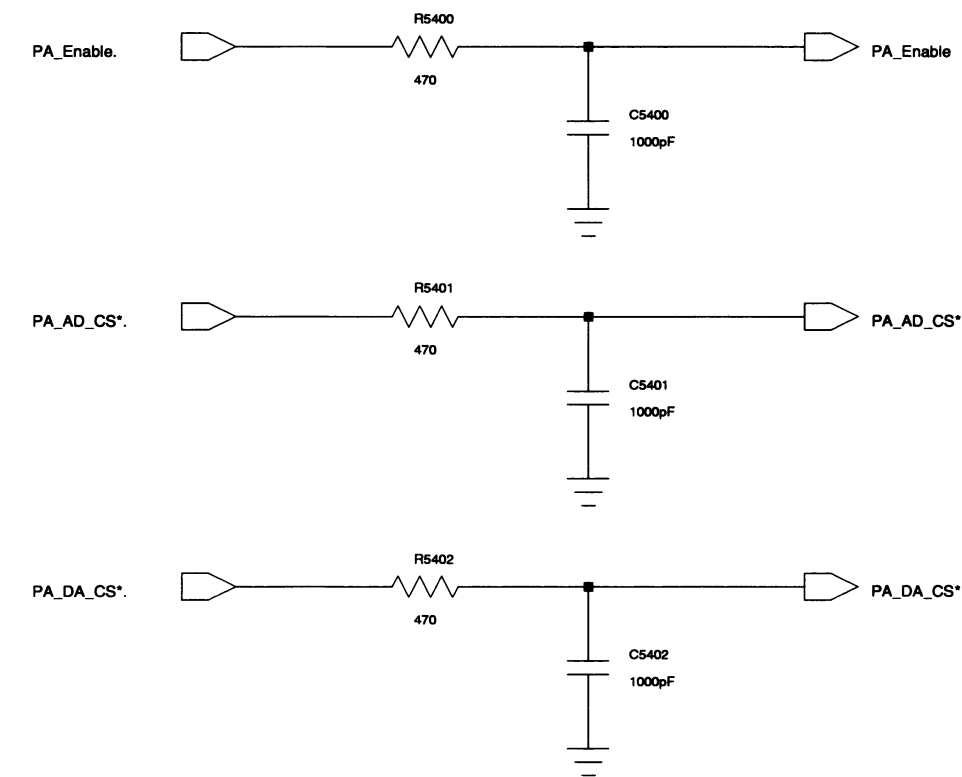 R5400
PA_Enable.
PA_Enable
470
C5400
1000pF
R5401
PA_AD_CS*.
PA_AD_CS*
470
C5401
1000pF
R5402
PA_DA_CS*.
PA_DA_CS*
470
C5402
1000pF